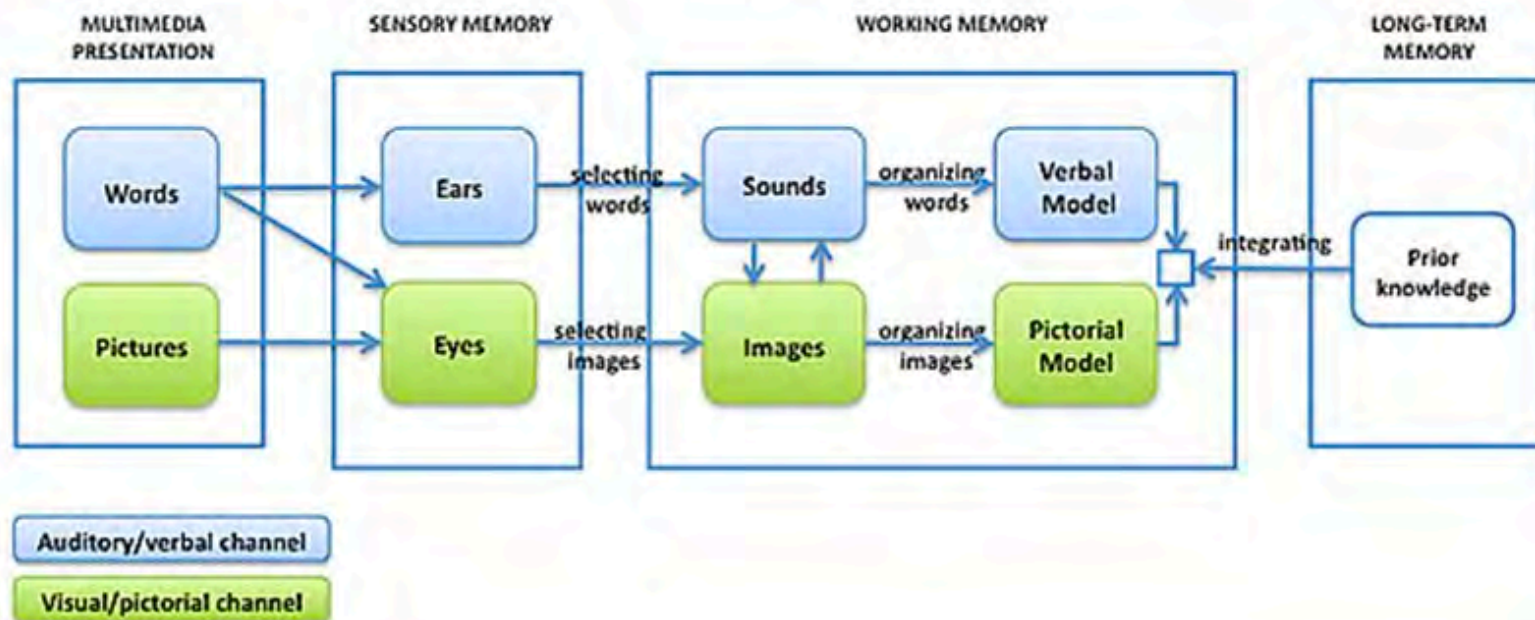 MULTIMEDIA
PRESENTATION
SENSORY MEMORY
WORKING MEMORY
LONG-TERM
MEMORY
Words
Ears
selecting
words
Sounds
organizing
words
Verbal
Model
integrating
Prior
knowledge
Pictures
Eyes
selecting
images
Images
organizing
images
Pictorial
Model
Auditory/verbal channel
Visual/pictorial channel